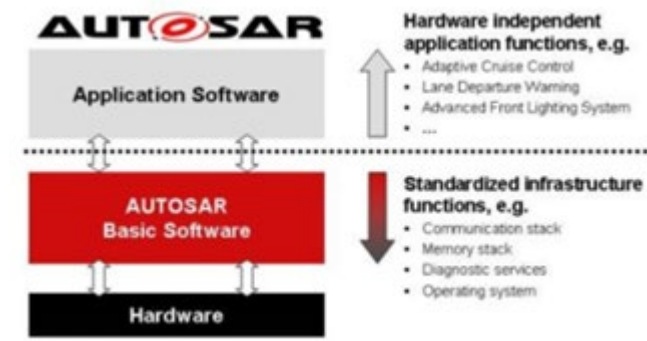 AUTOSAR
Application Software
AUTOSAR
Basic Software
Hardware
Hardware independent
application functions, e.g.
• Adaptive Cruise Control
• Lane Departure Warning
• Advanced Front Lighting System
• ...
Standardized infrastructure
functions, e.g.
• Communication stack
• Memory stack
• Diagnostic services
• Operating system